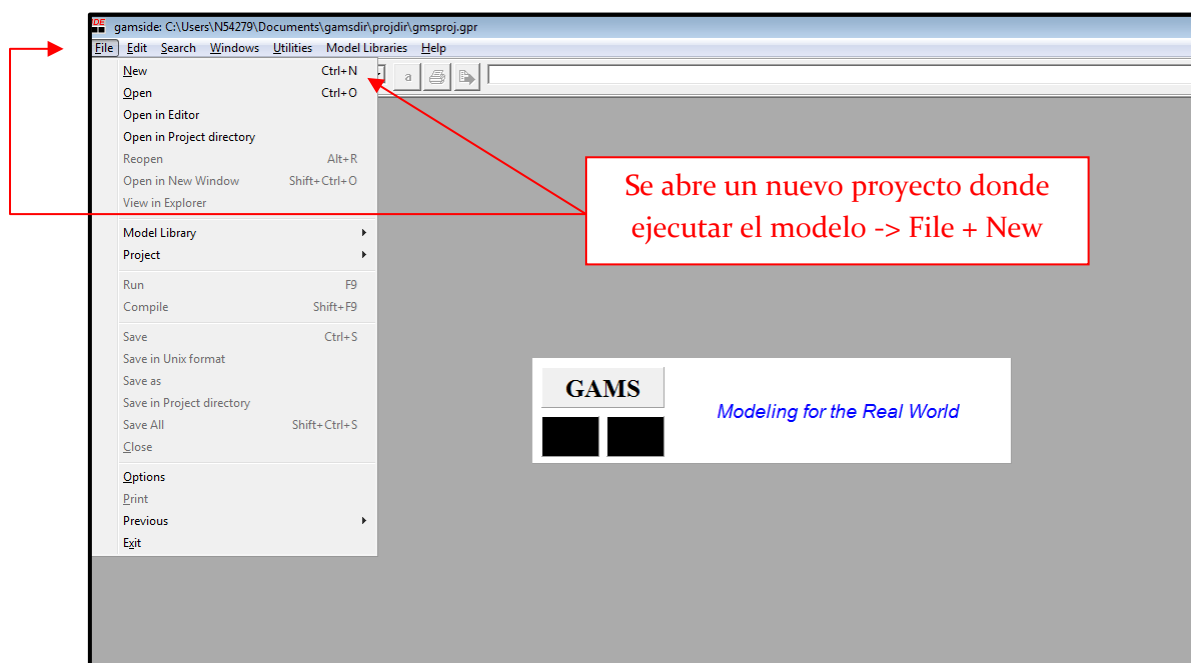 IDE gamside: C:\Users\N54279\Documents\gamsdir\projdir\gmsproj.gpr
File Edit Search Windows Utilities Model Libraries Help
a
New Ctrl+N
Open Ctrl+O
Open in Editor
Open in Project directory
Reopen Alt+R
Open in New Window Shift+Ctrl+O
View in Explorer
Model Library
Project
Run F9
Compile Shift+F9
Save Ctrl+S
Save in Unix format
Save as
Save in Project directory
Save All Shift+Ctrl+S
Close
Options
Print
Previous
Exit
Se abre un nuevo proyecto donde
ejecutar el modelo -> File + New
GAMS
Modeling for the Real World